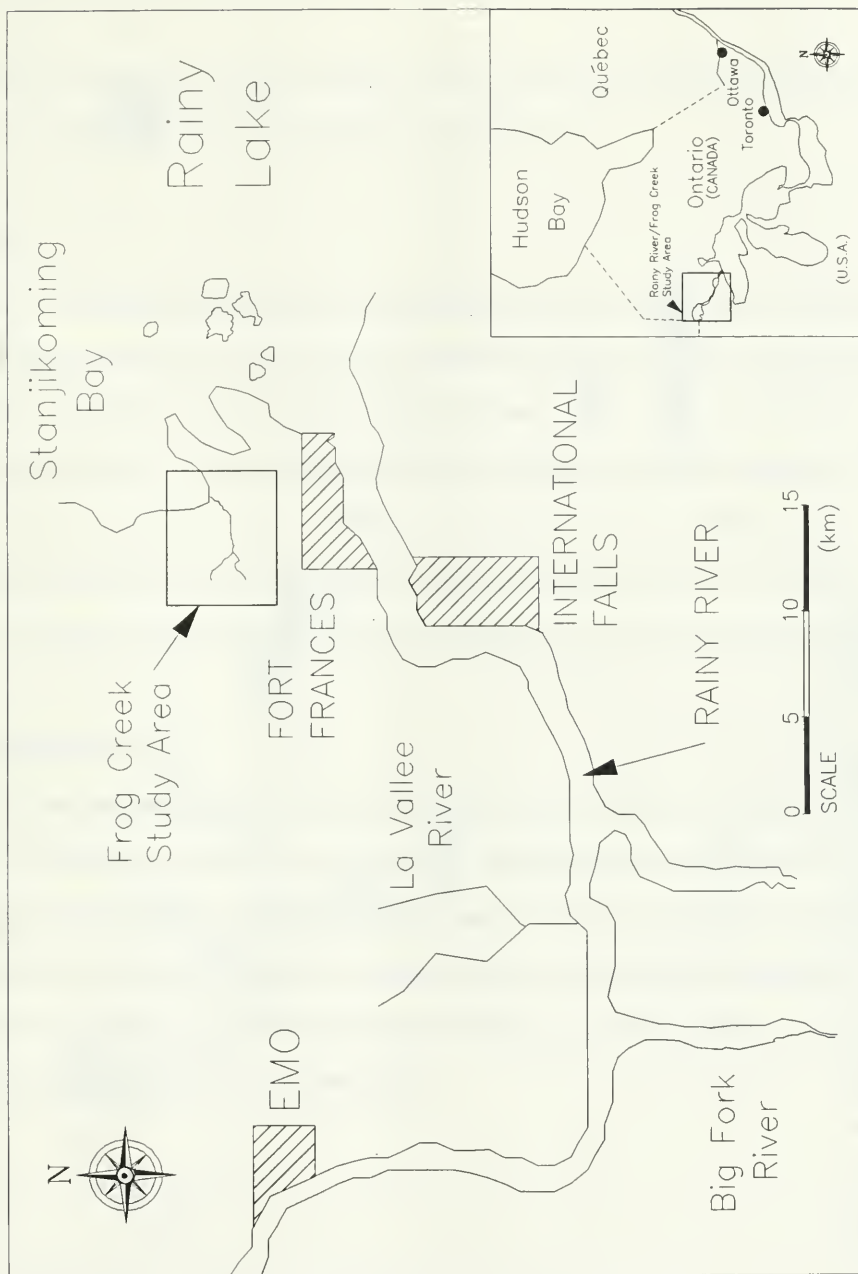 N
EMO
Frog Creek
Study Area
Stanjikoming
Bay
Rainy
Lake
FORT
FRANCES
La Vallee
River
INTERNATIONAL
FALLS
RAINY RIVER
Big Fork
River
0 5 10 15
SCALE (km)
Hudson
Bay
Québec
Rainy River/Frog Creek
Study Area
Ontario
(CANADA)
Ottawa
Toronto
(U.S.A.)
N